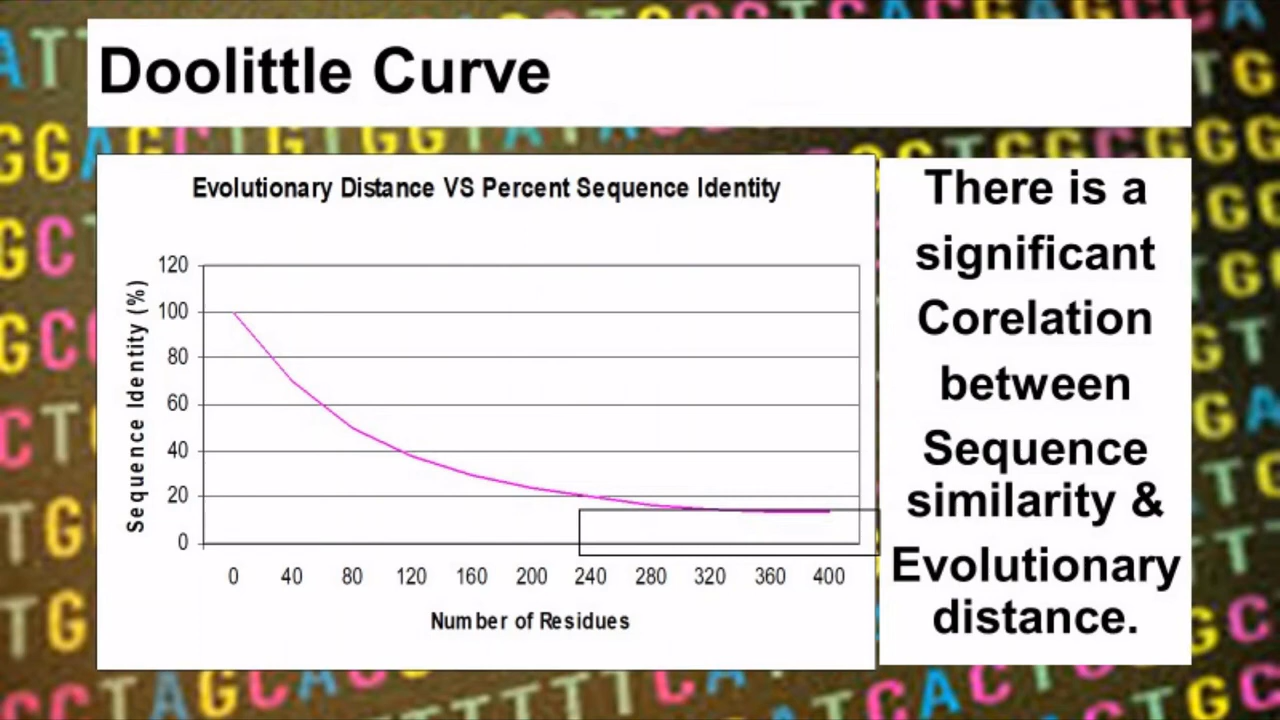 Doolittle Curve
Evolutionary Distance VS Percent Sequence Identity
Sequence Identity (%)
120
100
80
60
40
20
0
0 40 80 120 160 200 240 280 320 360 400
Number of Residues
There is a
significant
Corelation
between
Sequence
similarity &
Evolutionary
distance.